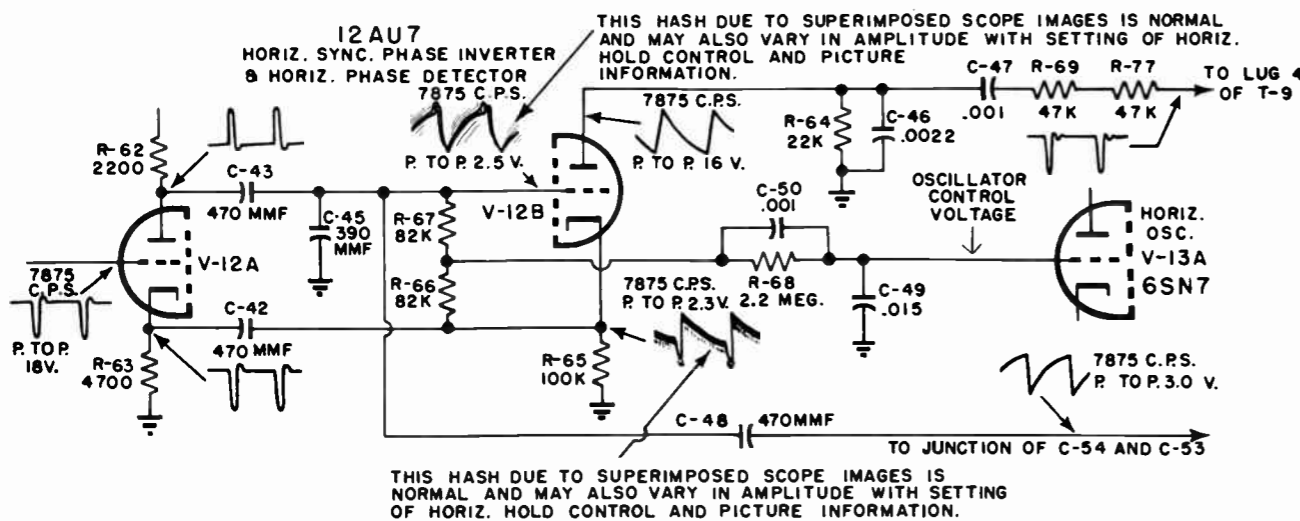 12AU7
HORIZ. SYNC. PHASE INVERTER
& HORIZ. PHASE DETECTOR
THIS HASH DUE TO SUPERIMPOSED SCOPE IMAGES IS NORMAL
AND MAY ALSO VARY IN AMPLITUDE WITH SETTING OF HORIZ.
HOLD CONTROL AND PICTURE
INFORMATION.
7875 C.P.S.
P. TO P. 2.5 V.
7875 C.P.S.
P. TO P. 16 V.
R-64
22K
C-46
.0022
C-47
.001
R-69
47K
R-77
47K
TO LUG 4
OF T-9
R-62
2200
C-43
470 MMF
C-45
390
MMF
R-67
82K
R-66
82K
V-12B
V-12A
7875
C.P.S.
P. TO P.
18V.
R-63
4700
C-42
470 MMF
C-50
.001
R-68
2.2 MEG.
7875 C.P.S.
P. TO P. 2.3 V.
R-65
100K
C-49
.015
OSCILLATOR
CONTROL
VOLTAGE
HORIZ.
OSC.
V-13A
6SN7
7875 C.P.S.
P. TO P. 3.0 V.
C-48
470MMF
TO JUNCTION OF C-54 AND C-53
THIS HASH DUE TO SUPERIMPOSED SCOPE IMAGES IS
NORMAL AND MAY ALSO VARY IN AMPLITUDE WITH SETTING
OF HORIZ. HOLD CONTROL AND PICTURE INFORMATION.